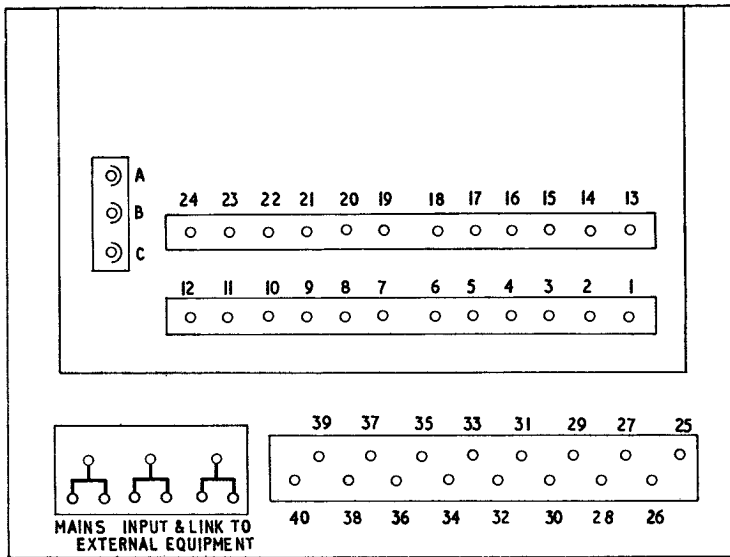 A
B
C
24 23 22 21 20 19 18 17 16 15 14 13
12 11 10 9 8 7 6 5 4 3 2 1
39 37 35 33 31 29 27 25
40 38 36 34 32 30 28 26
MAINS INPUT & LINK TO
EXTERNAL EQUIPMENT